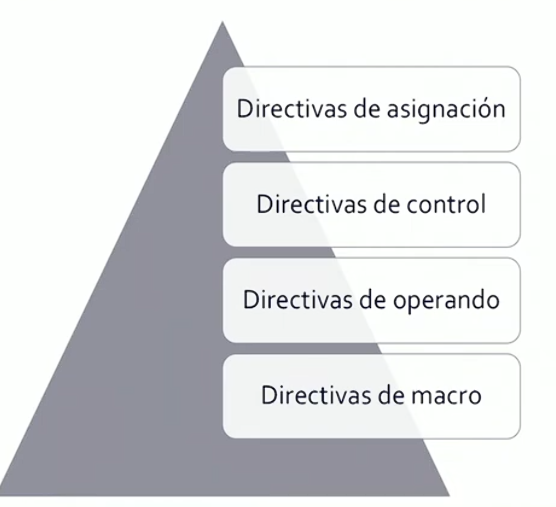 Directivas de asignación
Directivas de control
Directivas de operando
Directivas de macro